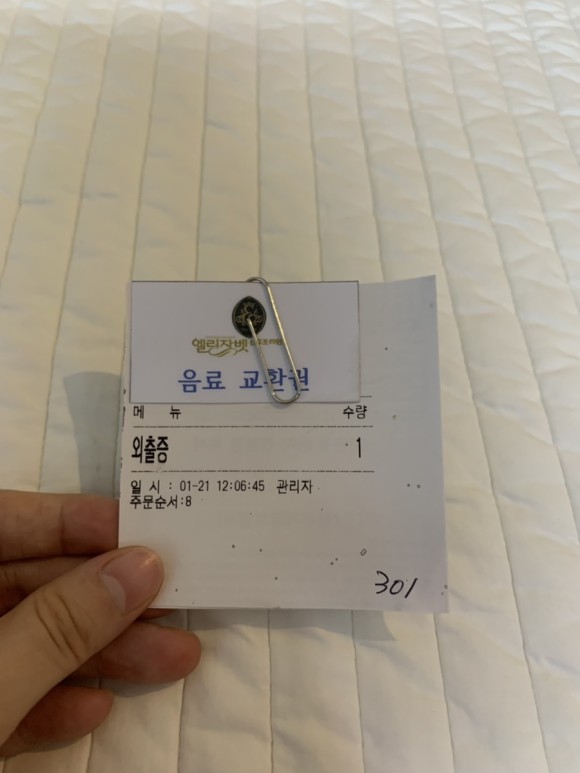 엘리자벳
음료 교환권
메 뉴 수량
외출증 1
일 시 : 01-21 12:06:45 관리자
주문순서:8
301